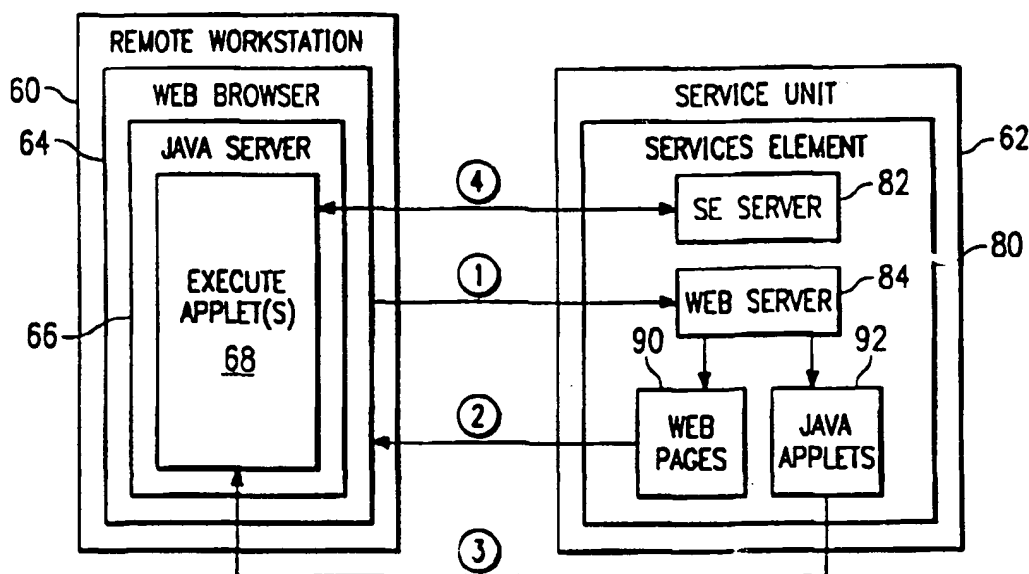 REMOTE WORKSTATION
60
WEB BROWSER
64
JAVA SERVER
EXECUTE
APPLET(S)
68
66
4
1
2
3
SERVICE UNIT
62
SERVICES ELEMENT
SE SERVER
82
80
WEB SERVER
84
90
92
WEB
PAGES
JAVA
APPLETS